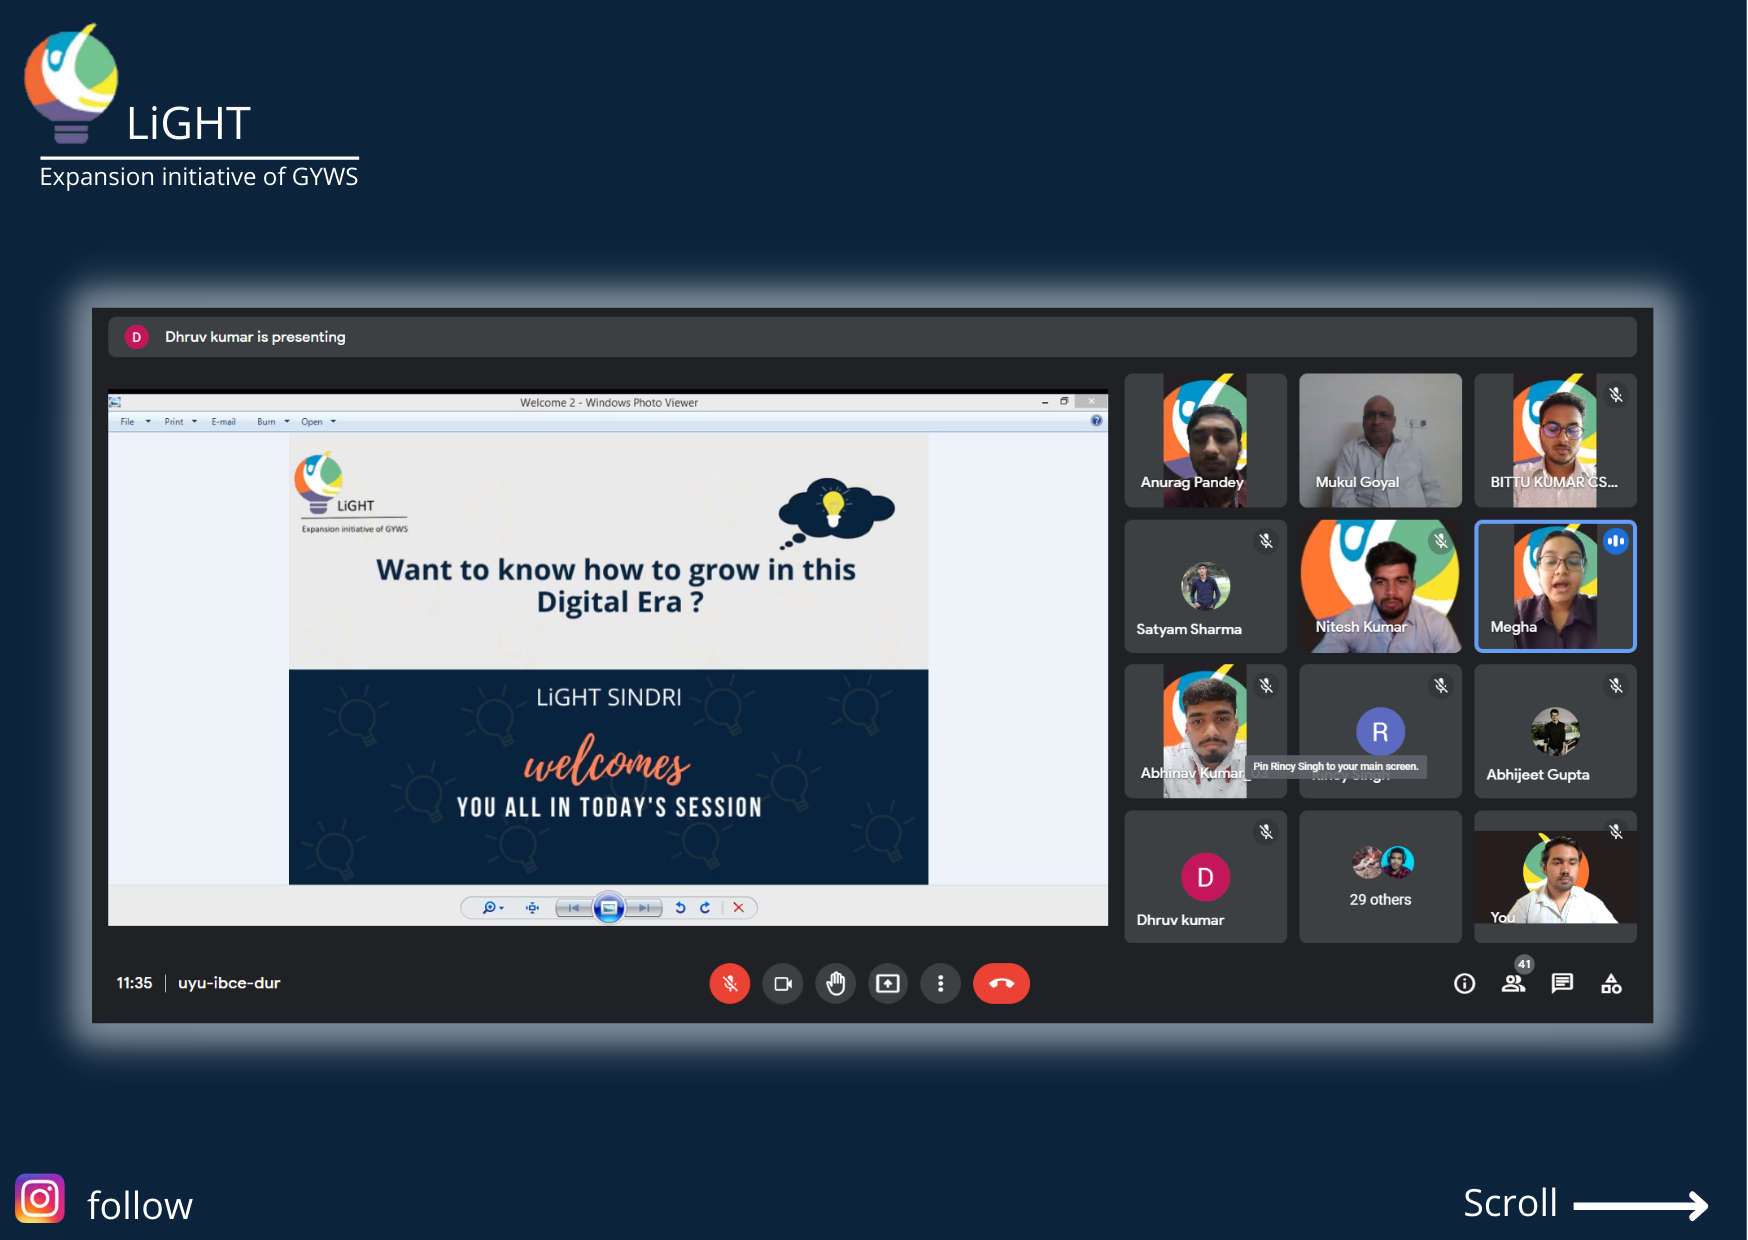 LiGHT
Expansion initiative of GYWS
D
Dhruv kumar is presenting
Welcome 2 - Windows Photo Viewer
File
Print
E-mail
Burn
Open
LiGHT
Expansion initiative of GYWS
Want to know how to grow in this
Digital Era ?
LiGHT SINDRI
welcomes
YOU ALL IN TODAY'S SESSION
Anurag Pandey
Mukul Goyal
BITTU KUMAR CS...
Satyam Sharma
Nitesh Kumar
Megha
Abhinav Kumar_
R
Pin Rincy Singh to your main screen.
Rincy Singh
Abhijeet Gupta
D
Dhruv kumar
29 others
You
11:35 | uyu-ibce-dur
41
follow
Scroll